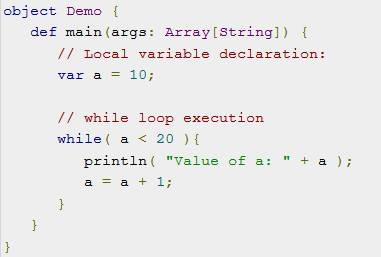 object Demo {
   def main(args: Array[String]) {
      // Local variable declaration:
      var a = 10;

      // while loop execution
      while( a < 20 ){
         println( "Value of a: " + a );
         a = a + 1;
      }
   }
}